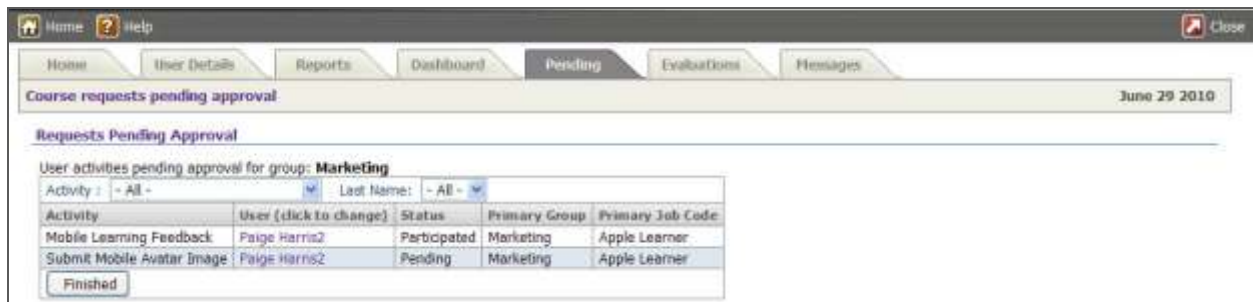 Home Help Close
Home User Details Reports Dashboard Pending Evaluations Messages
Course requests pending approval June 29 2010
Requests Pending Approval
User activities pending approval for group: Marketing
Activity : - All - Last Name: - All -
Activity User (click to change) Status Primary Group Primary Job Code
Mobile Learning Feedback Paige Harris2 Participated Marketing Apple Learner
Submit Mobile Avatar Image Paige Harris2 Pending Marketing Apple Learner
Finished